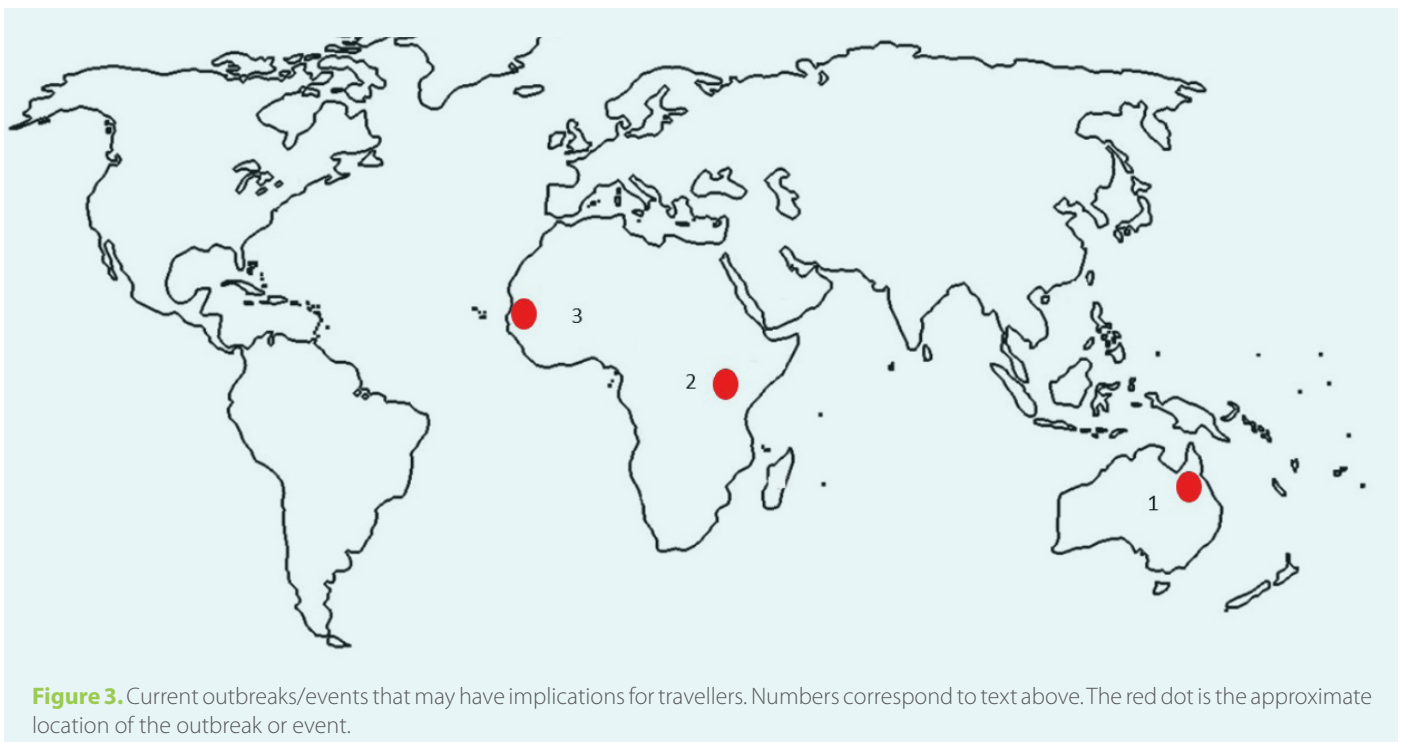 3
2
1
Figure 3. Current outbreaks/events that may have implications for travellers. Numbers correspond to text above. The red dot is the approximate
location of the outbreak or event.